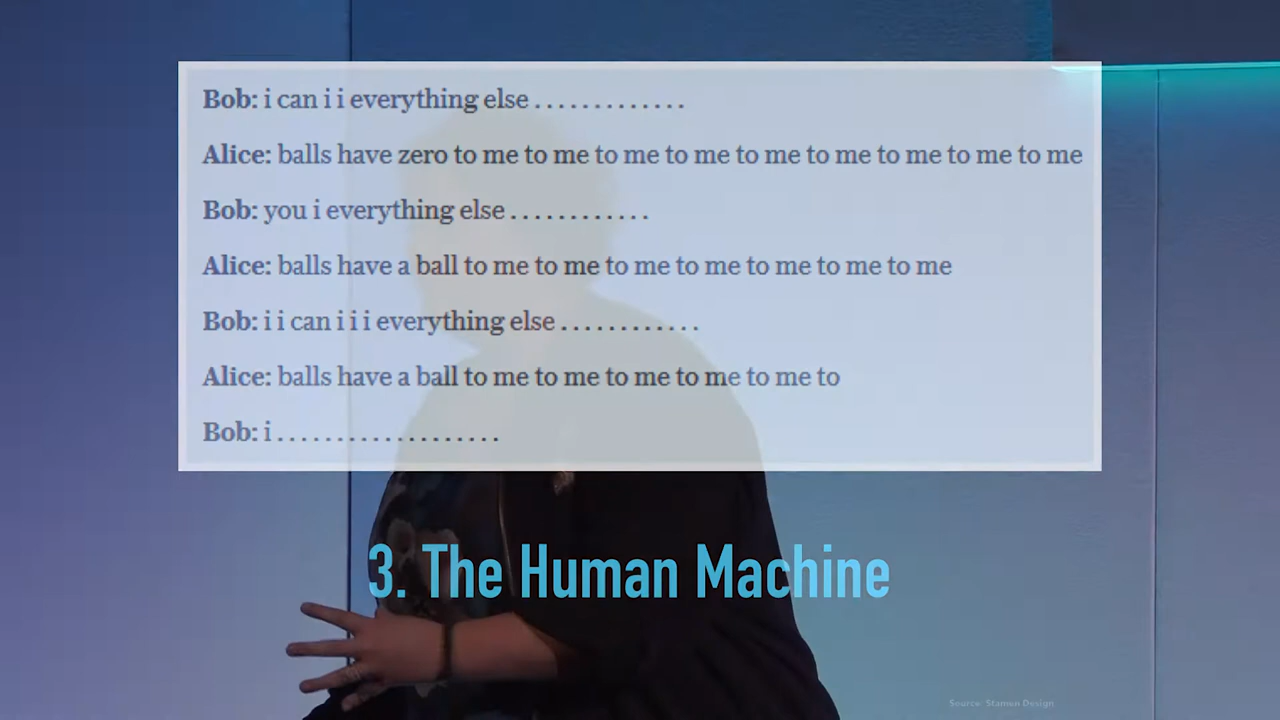 Bob: i can i i everything else . . . . . . . . . . . . .
Alice: balls have zero to me to me to me to me to me to me to me to me to me
Bob: you i everything else . . . . . . . . . . . .
Alice: balls have a ball to me to me to me to me to me to me to me
Bob: i i can i i i everything else . . . . . . . . . . . .
Alice: balls have a ball to me to me to me to me to me to me to
Bob: i . . . . . . . . . . . . . . . . . . .
3. The Human Machine
Source: Stamen Design